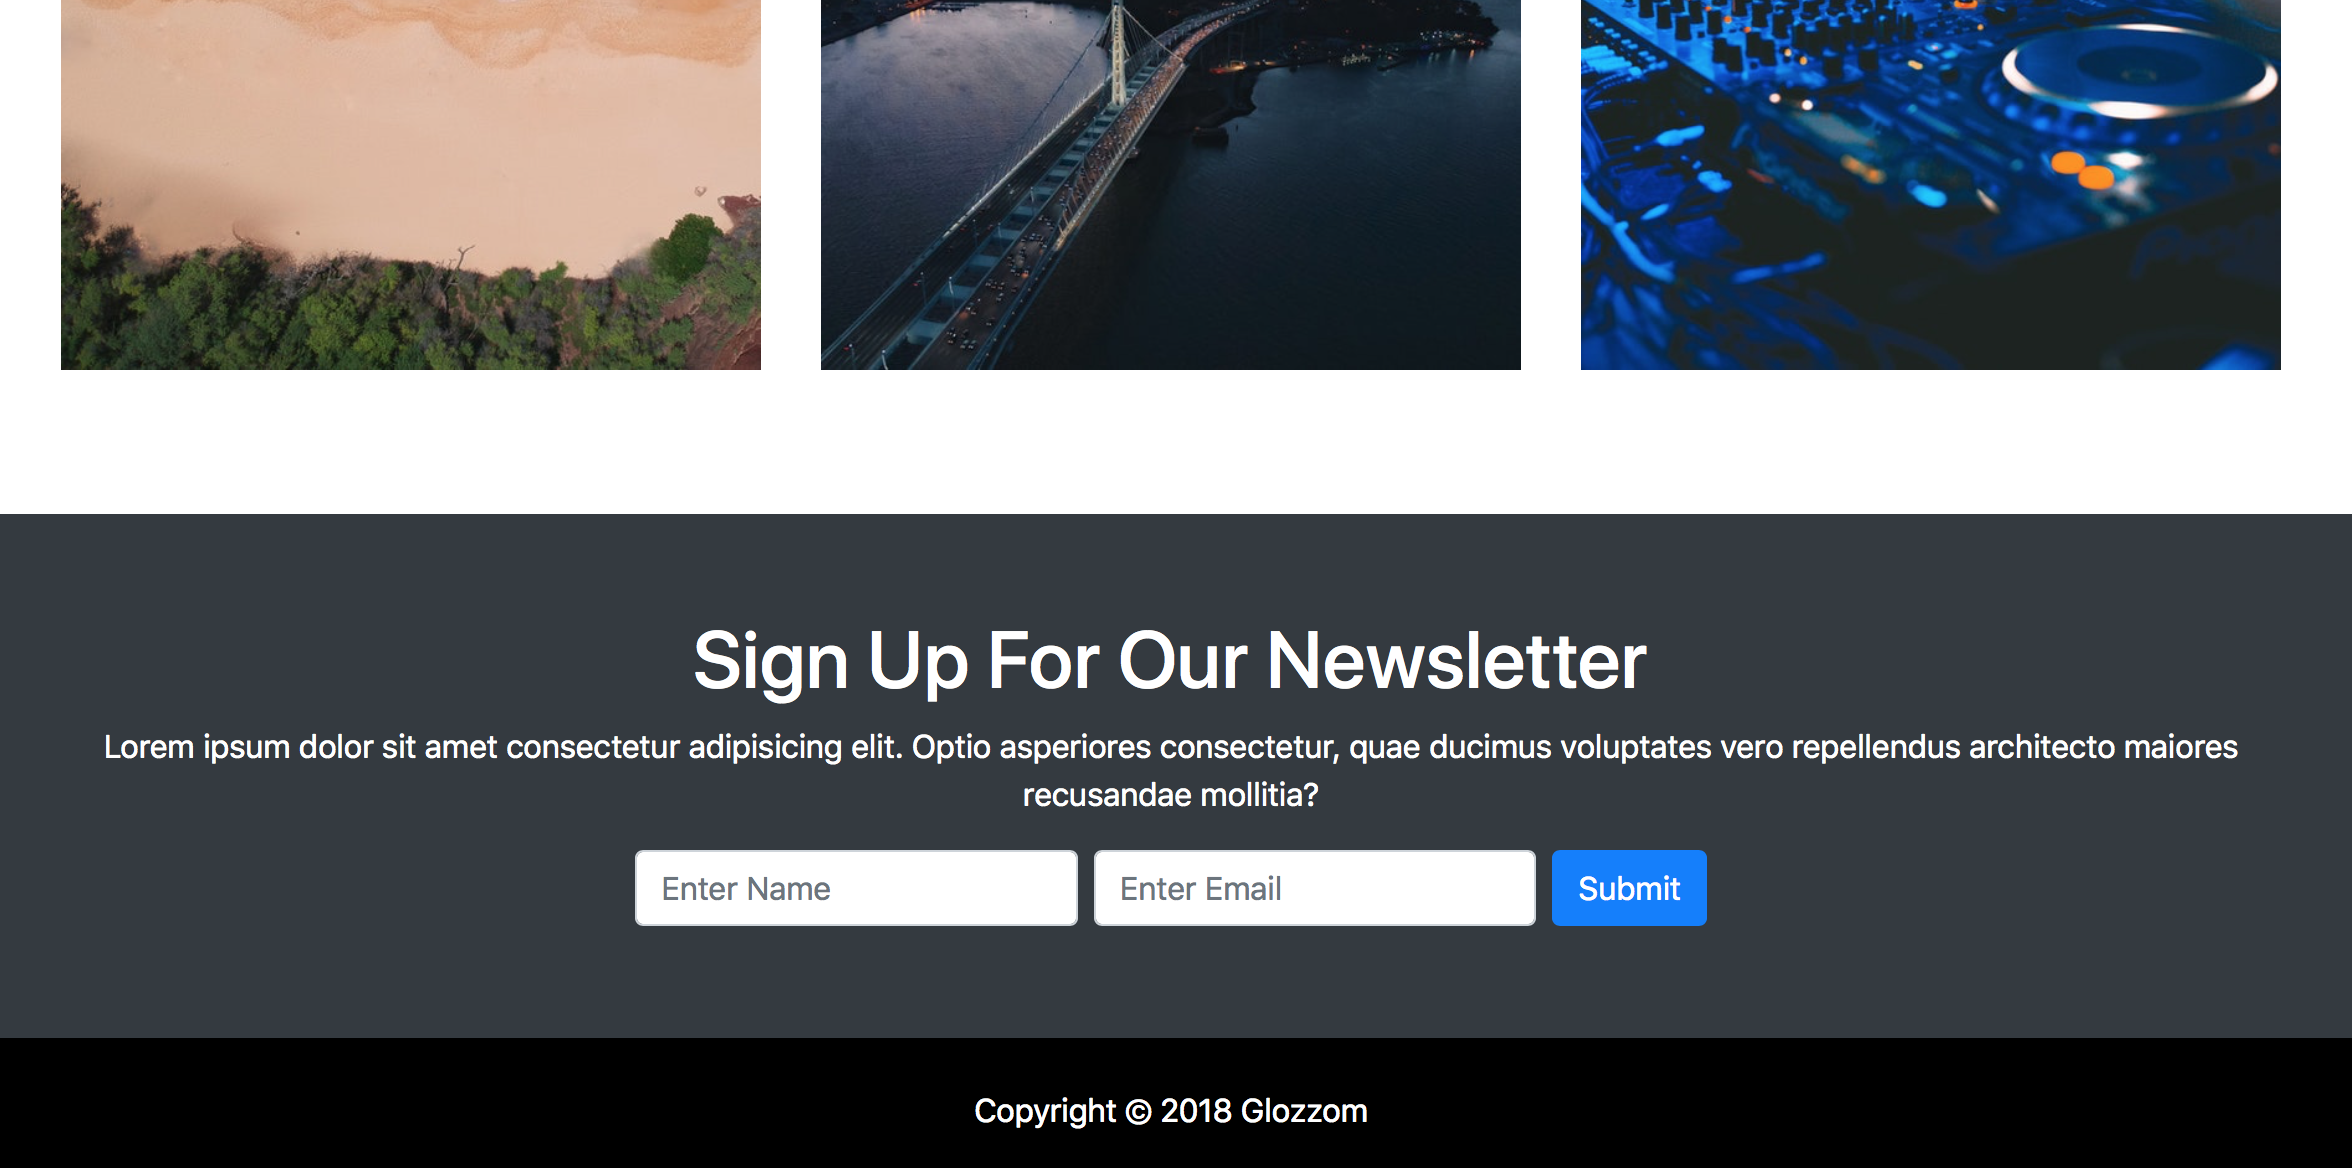 Sign Up For Our Newsletter
Lorem ipsum dolor sit amet consectetur adipisicing elit. Optio asperiores consectetur, quae ducimus voluptates vero repellendus architecto maiores
recusandae mollitia?
Enter Name
Enter Email
Submit
Copyright © 2018 Glozzom